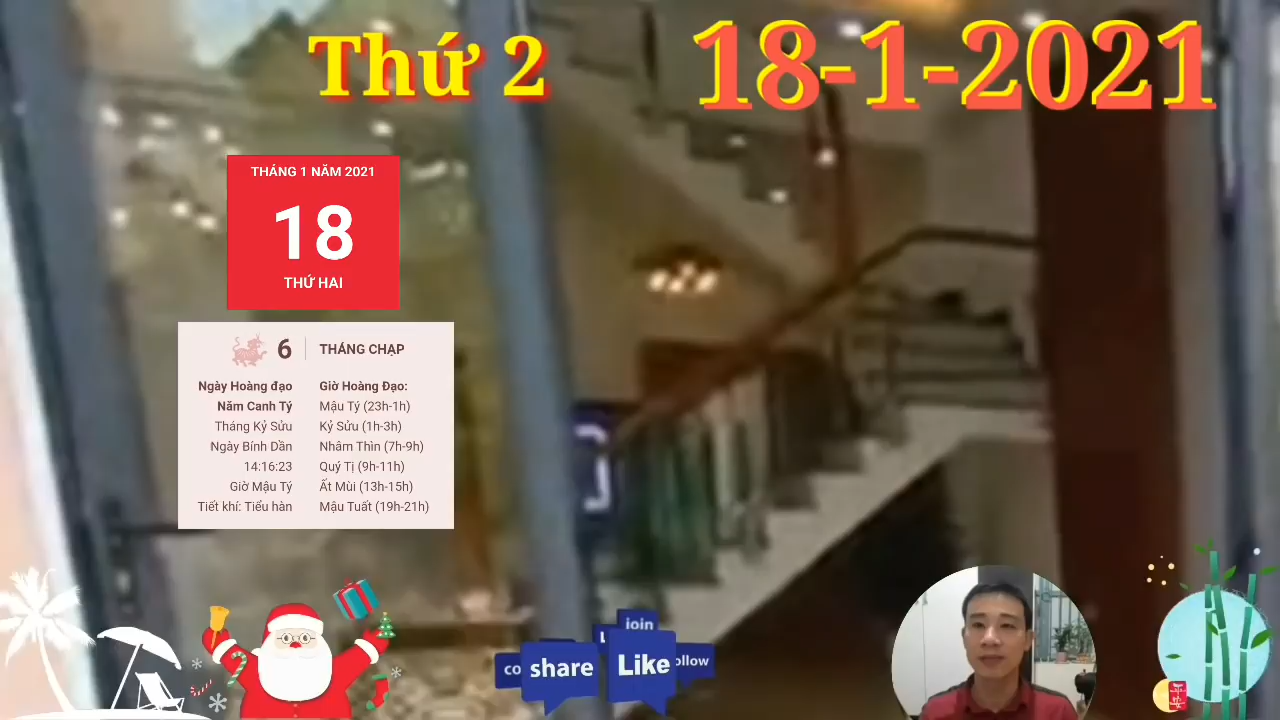 Thứ 2
18-1-2021
THÁNG 1 NĂM 2021
18
THỨ HAI
6
THÁNG CHẠP
Ngày Hoàng đạo
Năm Canh Tý
Tháng Kỷ Sửu
Ngày Bính Dần
14:16:23
Giờ Mậu Tý
Tiết khí: Tiểu hàn
Giờ Hoàng Đạo:
Mậu Tý (23h-1h)
Kỷ Sửu (1h-3h)
Nhâm Thìn (7h-9h)
Quý Tị (9h-11h)
Ất Mùi (13h-15h)
Mậu Tuất (19h-21h)
join
share
Like
ollow